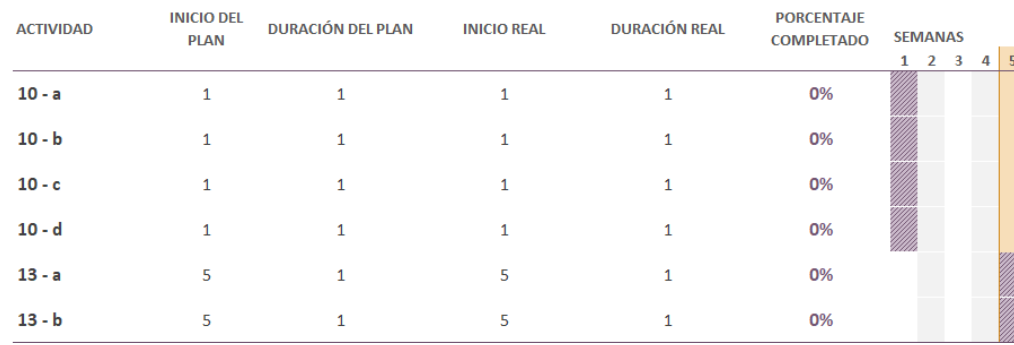 ACTIVIDAD INICIO DEL PLAN DURACIÓN DEL PLAN INICIO REAL DURACIÓN REAL PORCENTAJE COMPLETADO SEMANAS
1 2 3 4 5
10 - a 1 1 1 1 0%
10 - b 1 1 1 1 0%
10 - c 1 1 1 1 0%
10 - d 1 1 1 1 0%
13 - a 5 1 5 1 0%
13 - b 5 1 5 1 0%